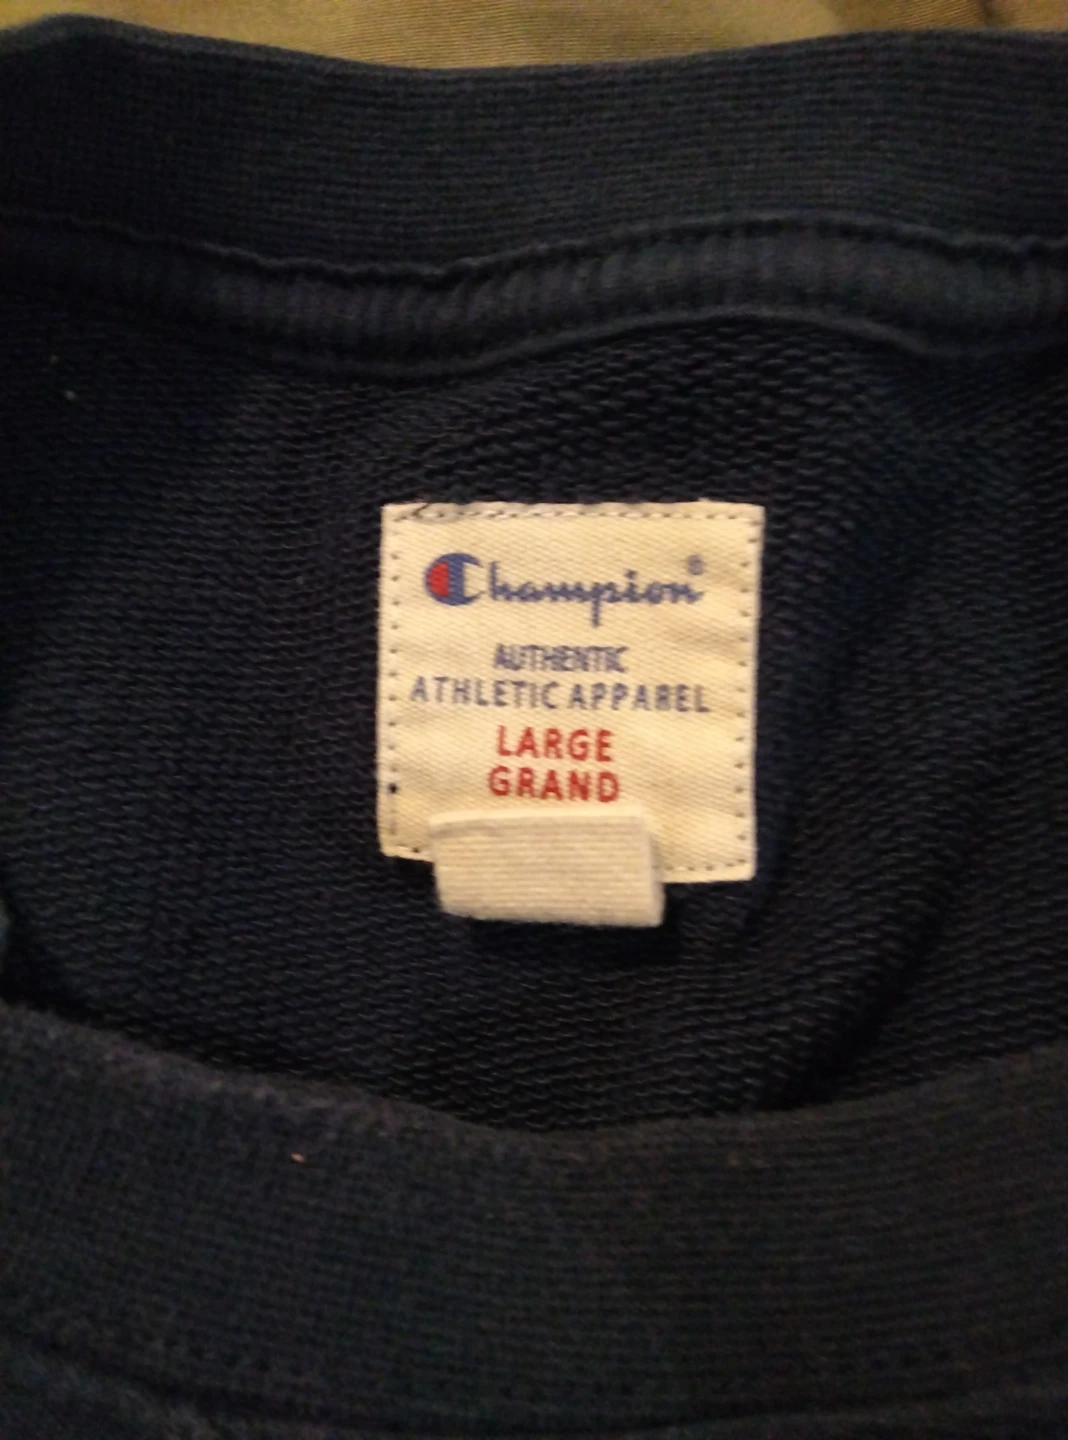 Champion®
AUTHENTIC
ATHLETIC APPAREL
LARGE
GRAND